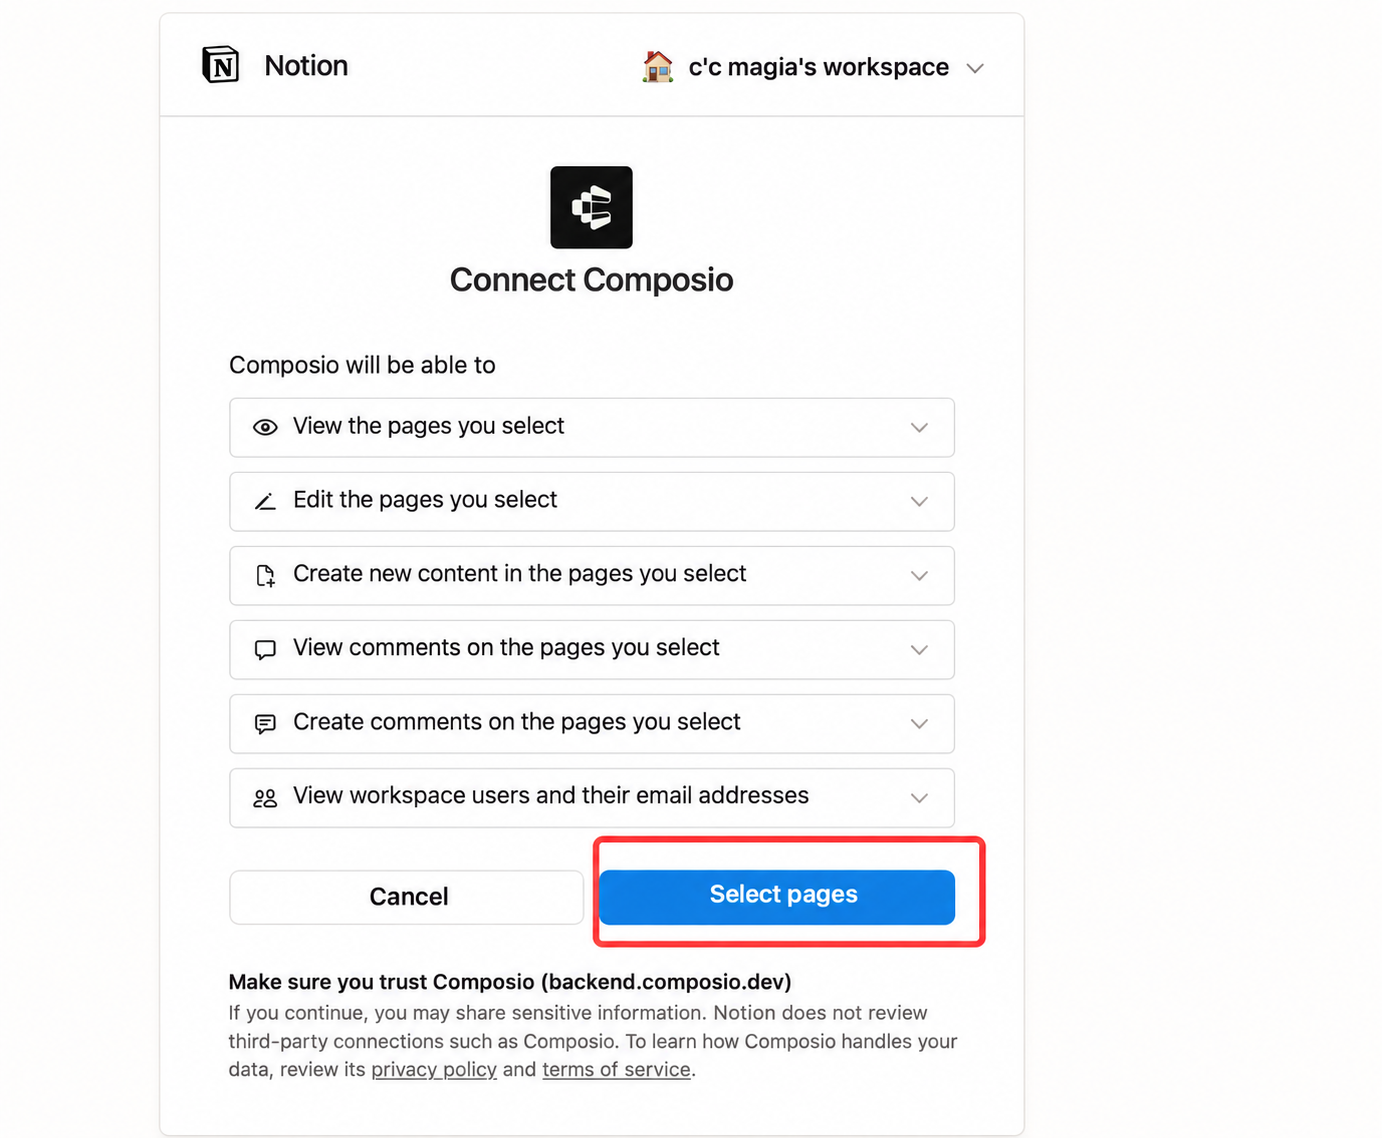 Notion
c'c magia's workspace
Connect Composio
Composio will be able to
View the pages you select
Edit the pages you select
Create new content in the pages you select
View comments on the pages you select
Create comments on the pages you select
View workspace users and their email addresses
Cancel
Select pages
Make sure you trust Composio (backend.composio.dev)
If you continue, you may share sensitive information. Notion does not review
third-party connections such as Composio. To learn how Composio handles your
data, review its privacy policy and terms of service.